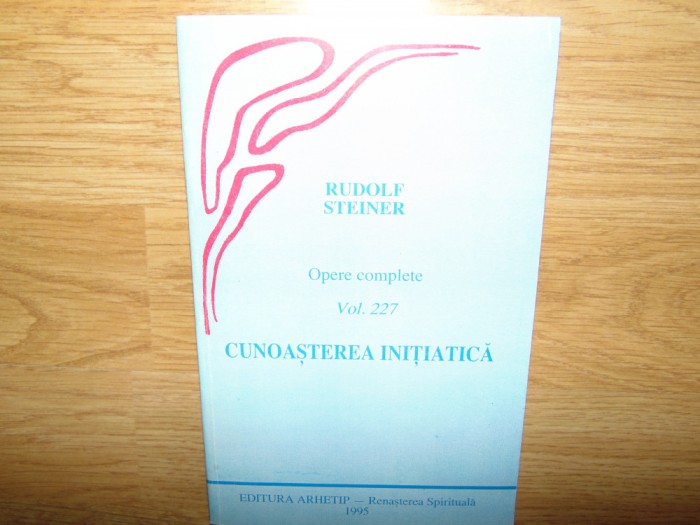 RUDOLF
STEINER
Opere complete
Vol. 227
CUNOAȘTEREA INIȚIATICĂ
EDITURA ARHETIP — Renașterea Spirituală
1995